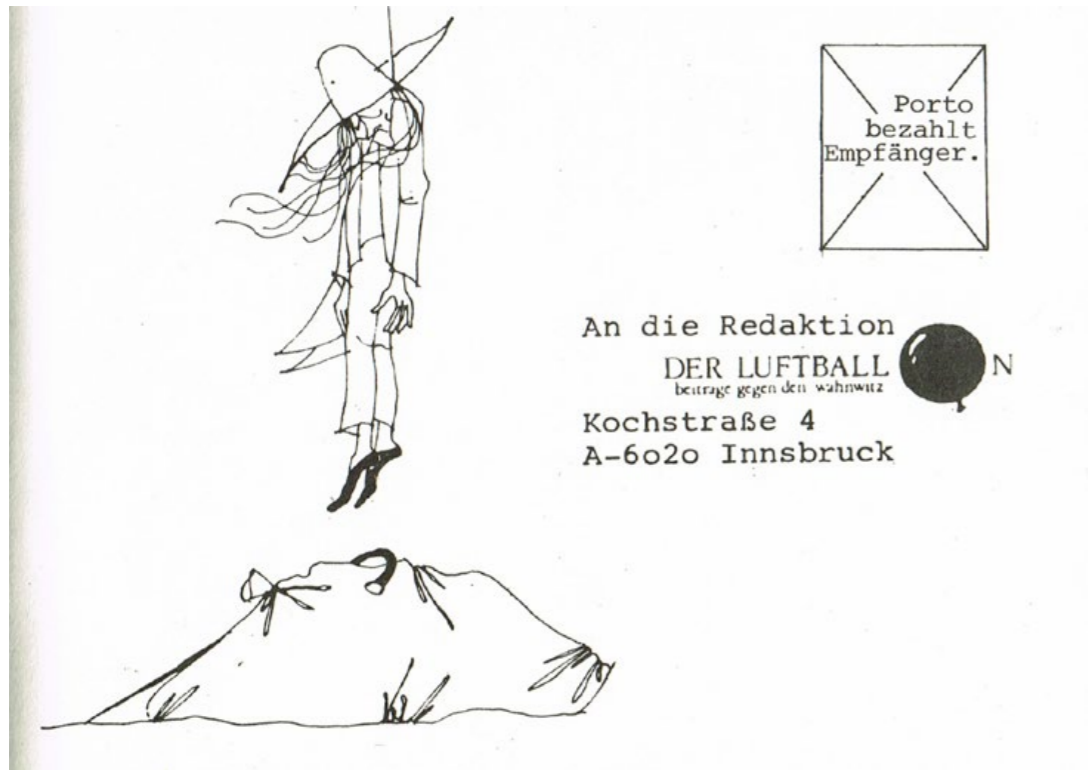 Porto
bezahlt
Empfänger.
An die Redaktion
DER LUFTBALL N
beiträge gegen den wahnwitz
Kochstraße 4
A-6o2o Innsbruck